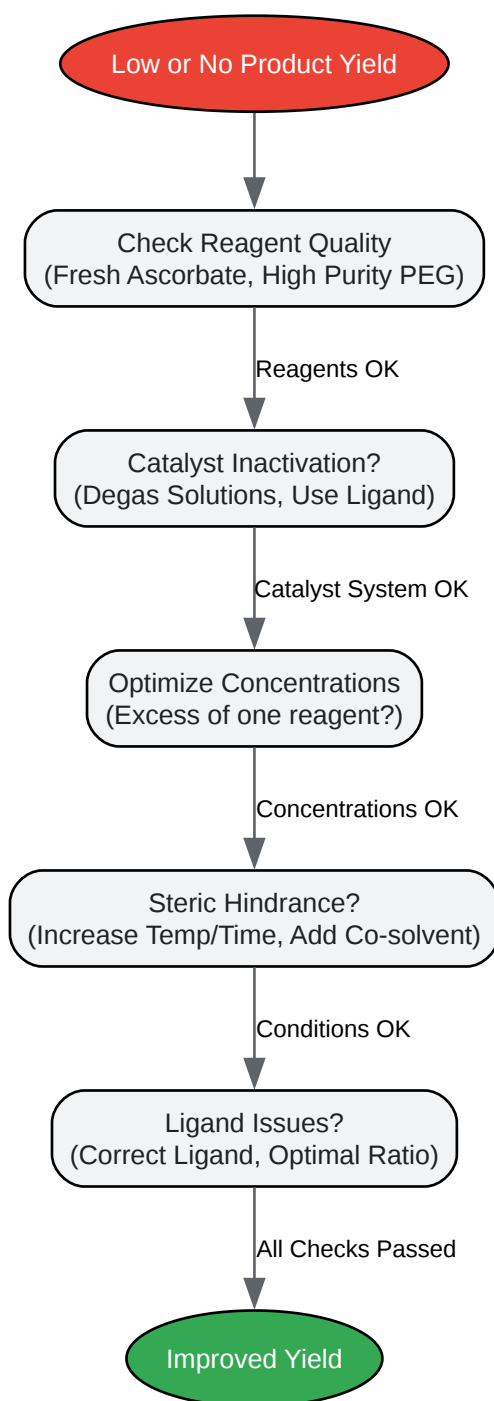 Low or No Product Yield
Check Reagent Quality
(Fresh Ascorbate, High Purity PEG)
Reagents OK
Catalyst Inactivation?
(Degas Solutions, Use Ligand)
Catalyst System OK
Optimize Concentrations
(Excess of one reagent?)
Concentrations OK
Steric Hindrance?
(Increase Temp/Time, Add Co-solvent)
Conditions OK
Ligand Issues?
(Correct Ligand, Optimal Ratio)
All Checks Passed
Improved Yield